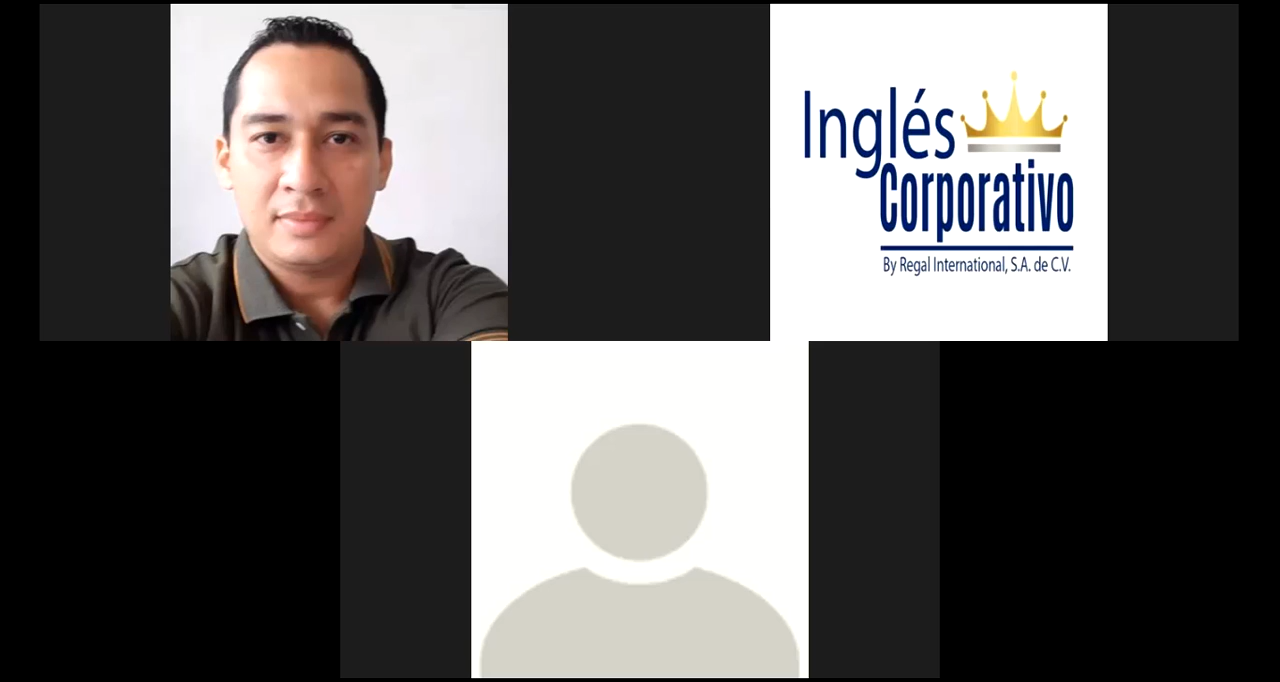 Inglés
Corporativo
By Regal International, S.A. de C.V.